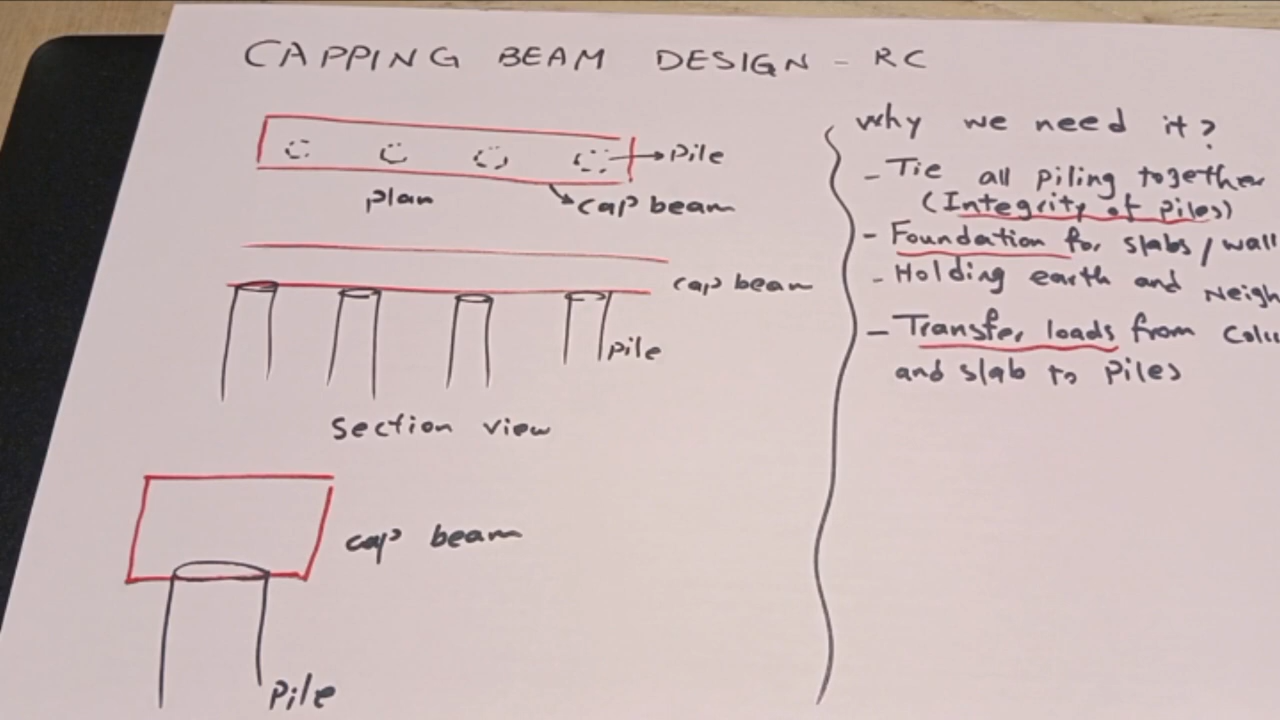 CAPPING BEAM DESIGN - RC
Pile
Plan
cap beam
cap beam
Pile
Section view
cap beam
Pile
why we need it?
- Tie all piling together
(Integrity of Piles)
- Foundation for slabs / wall
- Holding earth and Neigh
- Transfer loads from Colu
and slab to Piles